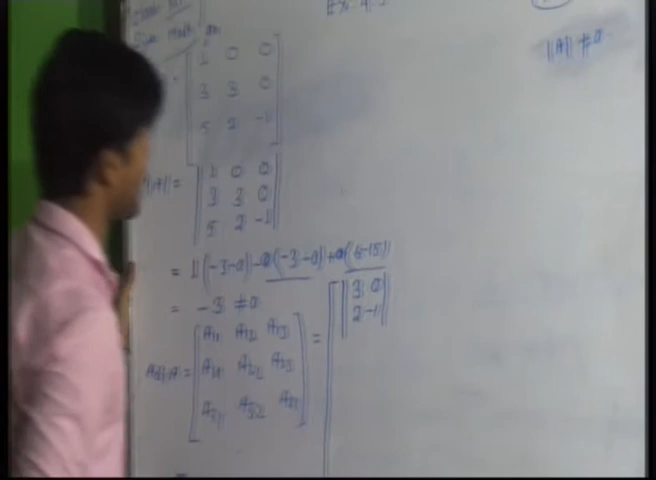 ||A|| ≠ 0
1 0 0
3 3 0
5 2 -1
||A|| = || 1 0 0
3 3 0
5 2 -1 ||
= 1(-3-0)-0(-3-0)+0(6-15)
= -3 ≠ 0
Adj.A = [ A11 A12 A13
A21 A22 A23
A31 A32 A33 ] = [ || 3 0
2 -1 ||
=